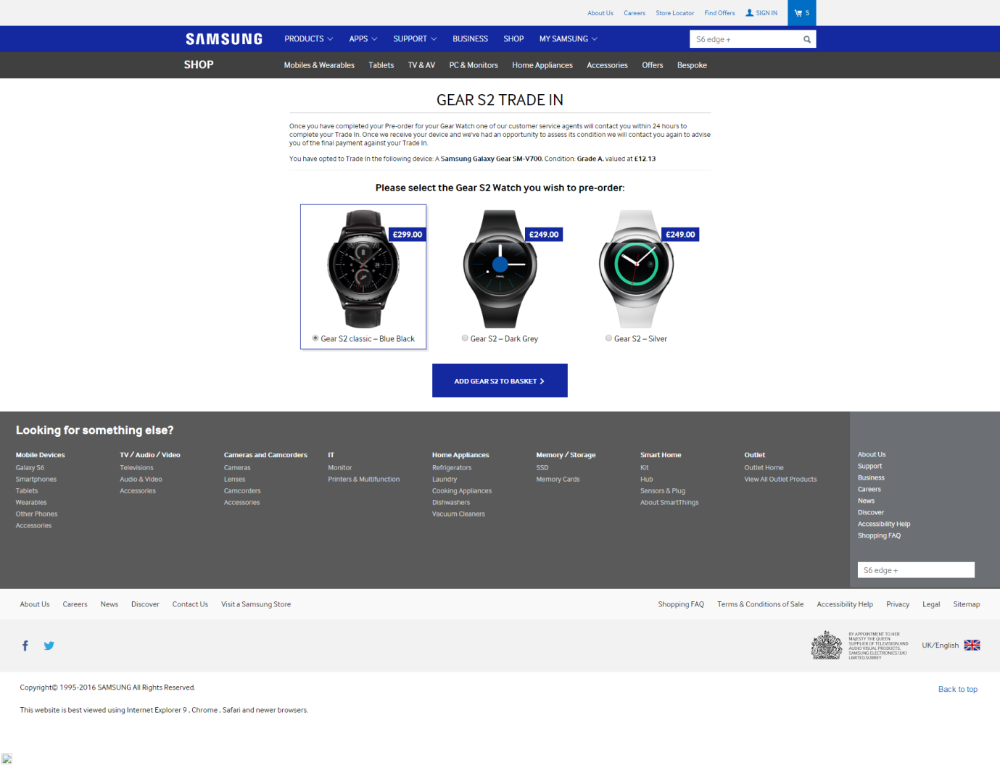 About Us Careers Store Locator Find Offers SIGN IN 5
SAMSUNG PRODUCTS APPS SUPPORT BUSINESS SHOP MY SAMSUNG S6 edge +
SHOP Mobiles & Wearables Tablets TV & AV PC & Monitors Home Appliances Accessories Offers Bespoke
GEAR S2 TRADE IN
Once you have completed your Pre-order for your Gear Watch one of our customer service agents will contact you within 24 hours to
complete your Trade In. Once we receive your device and we've had an opportunity to assess its condition we will contact you again to advise
you of the final payment against your Trade In.
You have opted to Trade In the following device: A Samsung Galaxy Gear SM-V700, Condition: Grade A, valued at £12.13
Please select the Gear S2 Watch you wish to pre-order:
£299.00 £249.00 £249.00
Gear S2 classic – Blue Black Gear S2 – Dark Grey Gear S2 – Silver
ADD GEAR S2 TO BASKET
Looking for something else?
Mobile Devices
Galaxy S6
Smartphones
Tablets
Wearables
Other Phones
Accessories
TV / Audio / Video
Televisions
Audio & Video
Accessories
Cameras and Camcorders
Cameras
Lenses
Camcorders
Accessories
IT
Monitor
Printers & Multifunction
Home Appliances
Refrigerators
Laundry
Cooking Appliances
Dishwashers
Vacuum Cleaners
Memory / Storage
SSD
Memory Cards
Smart Home
Kit
Hub
Sensors & Plug
About SmartThings
Outlet
Outlet Home
View All Outlet Products
About Us
Support
Business
Careers
News
Discover
Accessibility Help
Shopping FAQ
S6 edge +
About Us Careers News Discover Contact Us Visit a Samsung Store Shopping FAQ Terms & Conditions of Sale Accessibility Help Privacy Legal Sitemap
BY APPOINTMENT TO HER
MAJESTY THE QUEEN
SUPPLIER OF TELEVISION AND
AUDIO VISUAL PRODUCTS.
SAMSUNG ELECTRONICS (UK)
LIMITED.SURREY
UK/English
Copyright© 1995-2016 SAMSUNG All Rights Reserved.
Back to top
This website is best viewed using Internet Explorer 9 , Chrome , Safari and newer browsers.